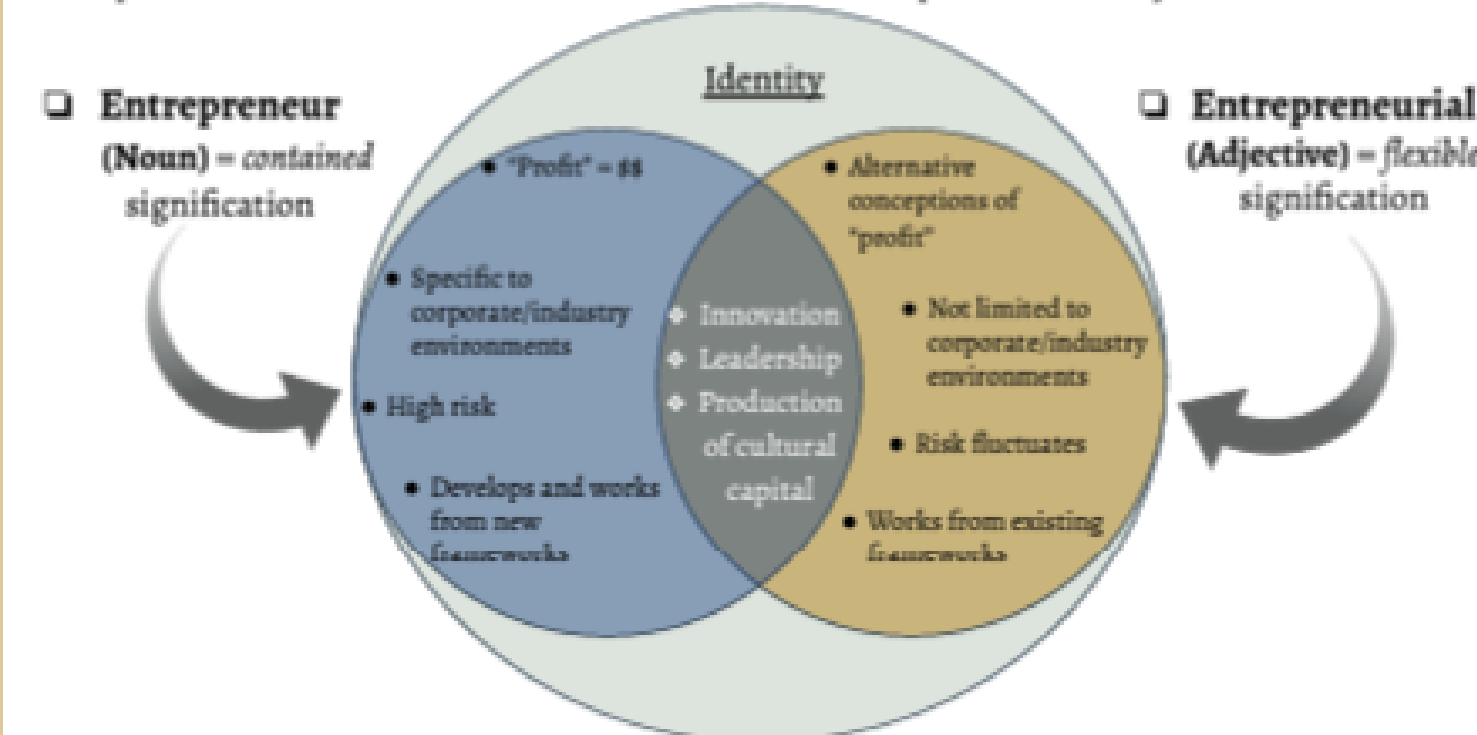 Identity
❑ Entrepreneur
(Noun) = contained
signification
❑ Entrepreneurial
(Adjective) = flexible
signification
• "Profit" = $$
• Specific to
corporate/industry
environments
• High risk
• Develops and works
from new
frameworks
❖ Innovation
❖ Leadership
❖ Production
of cultural
capital
• Alternative
conceptions of
"profit"
• Not limited to
corporate/industry
environments
• Risk fluctuates
• Works from existing
frameworks